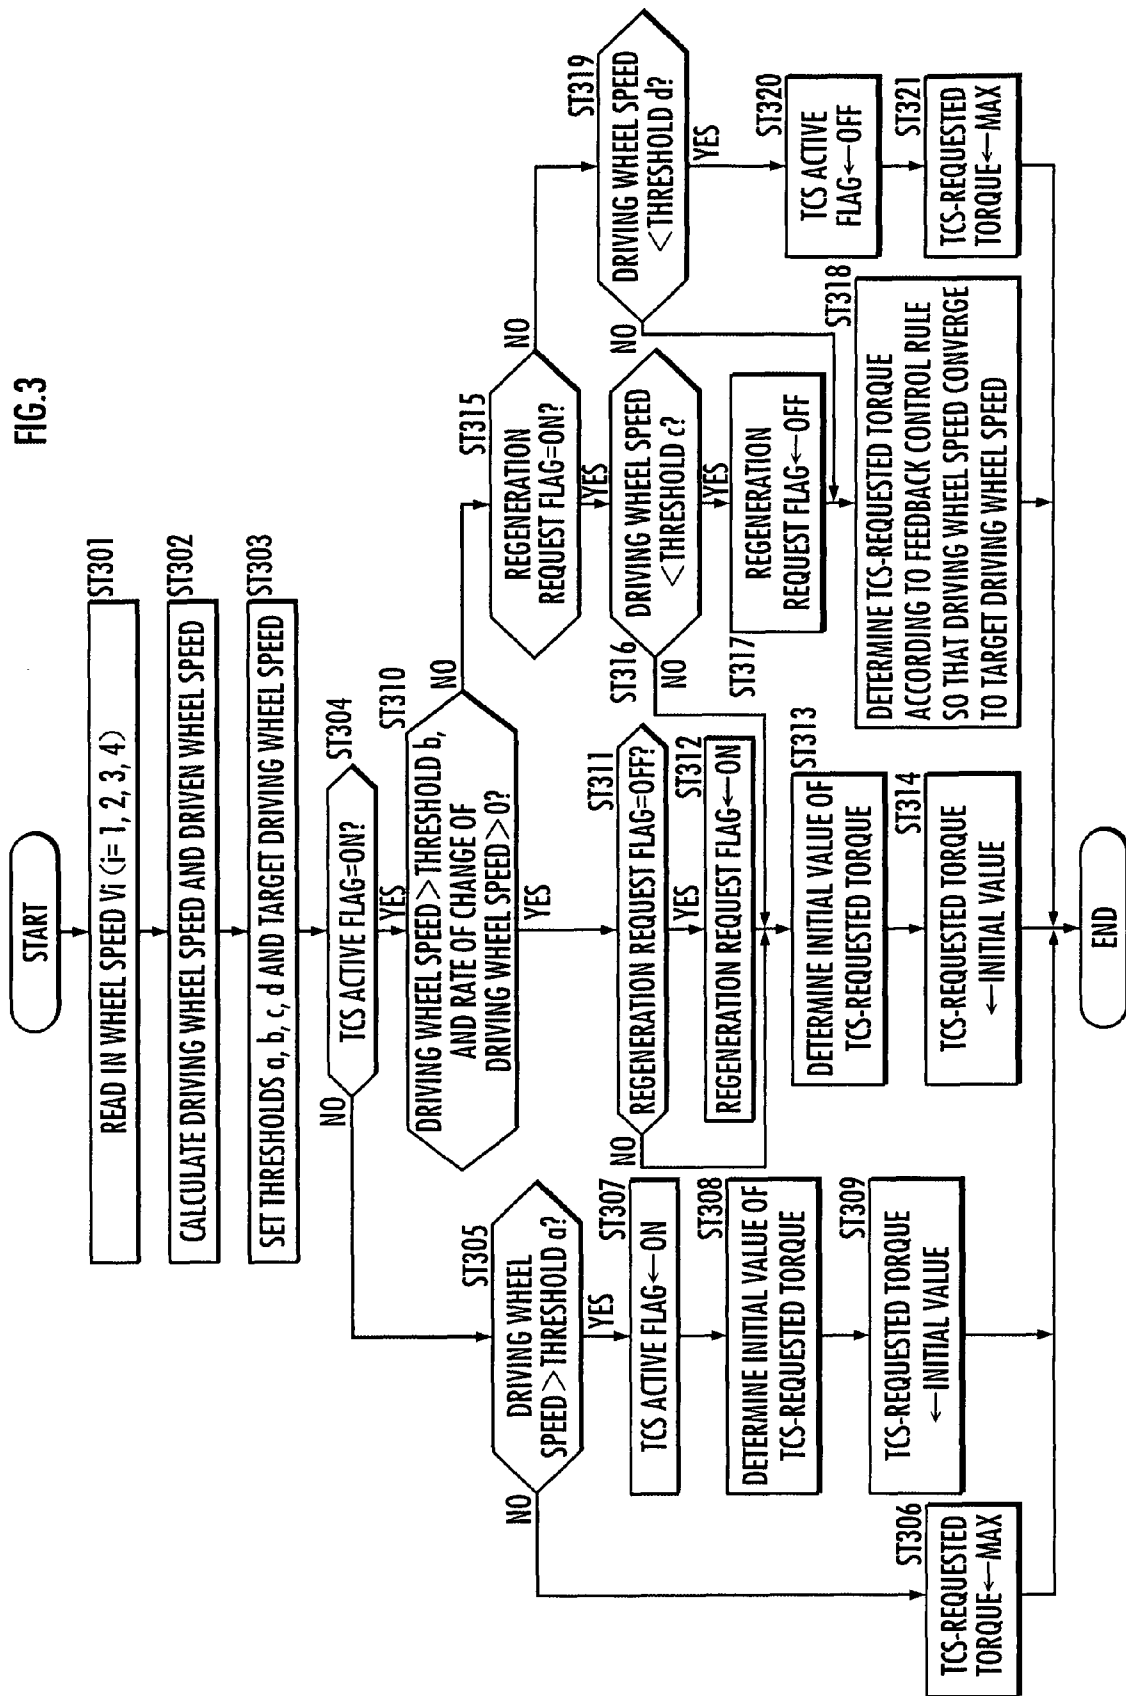 FIG.3
START
ST301
READ IN WHEEL SPEED Vi (i= 1, 2, 3, 4)
ST302
CALCULATE DRIVING WHEEL SPEED AND DRIVEN WHEEL SPEED
ST303
SET THRESHOLDS a, b, c, d AND TARGET DRIVING WHEEL SPEED
ST304
TCS ACTIVE FLAG=ON?
NO
YES
ST305
DRIVING WHEEL
SPEED>THRESHOLD a?
NO
YES
ST306
TCS-REQUESTED
TORQUE←MAX
ST307
TCS ACTIVE FLAG←ON
ST308
DETERMINE INITIAL VALUE OF
TCS-REQUESTED TORQUE
ST309
TCS-REQUESTED TORQUE
←INITIAL VALUE
ST310
DRIVING WHEEL SPEED>THRESHOLD b,
AND RATE OF CHANGE OF
DRIVING WHEEL SPEED>0?
NO
YES
ST311
REGENERATION REQUEST FLAG=OFF?
NO
YES
ST312
REGENERATION REQUEST FLAG←ON
ST313
DETERMINE INITIAL VALUE OF
TCS-REQUESTED TORQUE
ST314
TCS-REQUESTED TORQUE
←INITIAL VALUE
ST315
REGENERATION
REQUEST FLAG=ON?
NO
YES
ST316
DRIVING WHEEL SPEED
<THRESHOLD c?
NO
YES
ST317
REGENERATION
REQUEST FLAG←OFF
ST318
DETERMINE TCS-REQUESTED TORQUE
ACCORDING TO FEEDBACK CONTROL RULE
SO THAT DRIVING WHEEL SPEED CONVERGE
TO TARGET DRIVING WHEEL SPEED
ST319
DRIVING WHEEL SPEED
<THRESHOLD d?
NO
YES
ST320
TCS ACTIVE
FLAG←OFF
ST321
TCS-REQUESTED
TORQUE←MAX
END